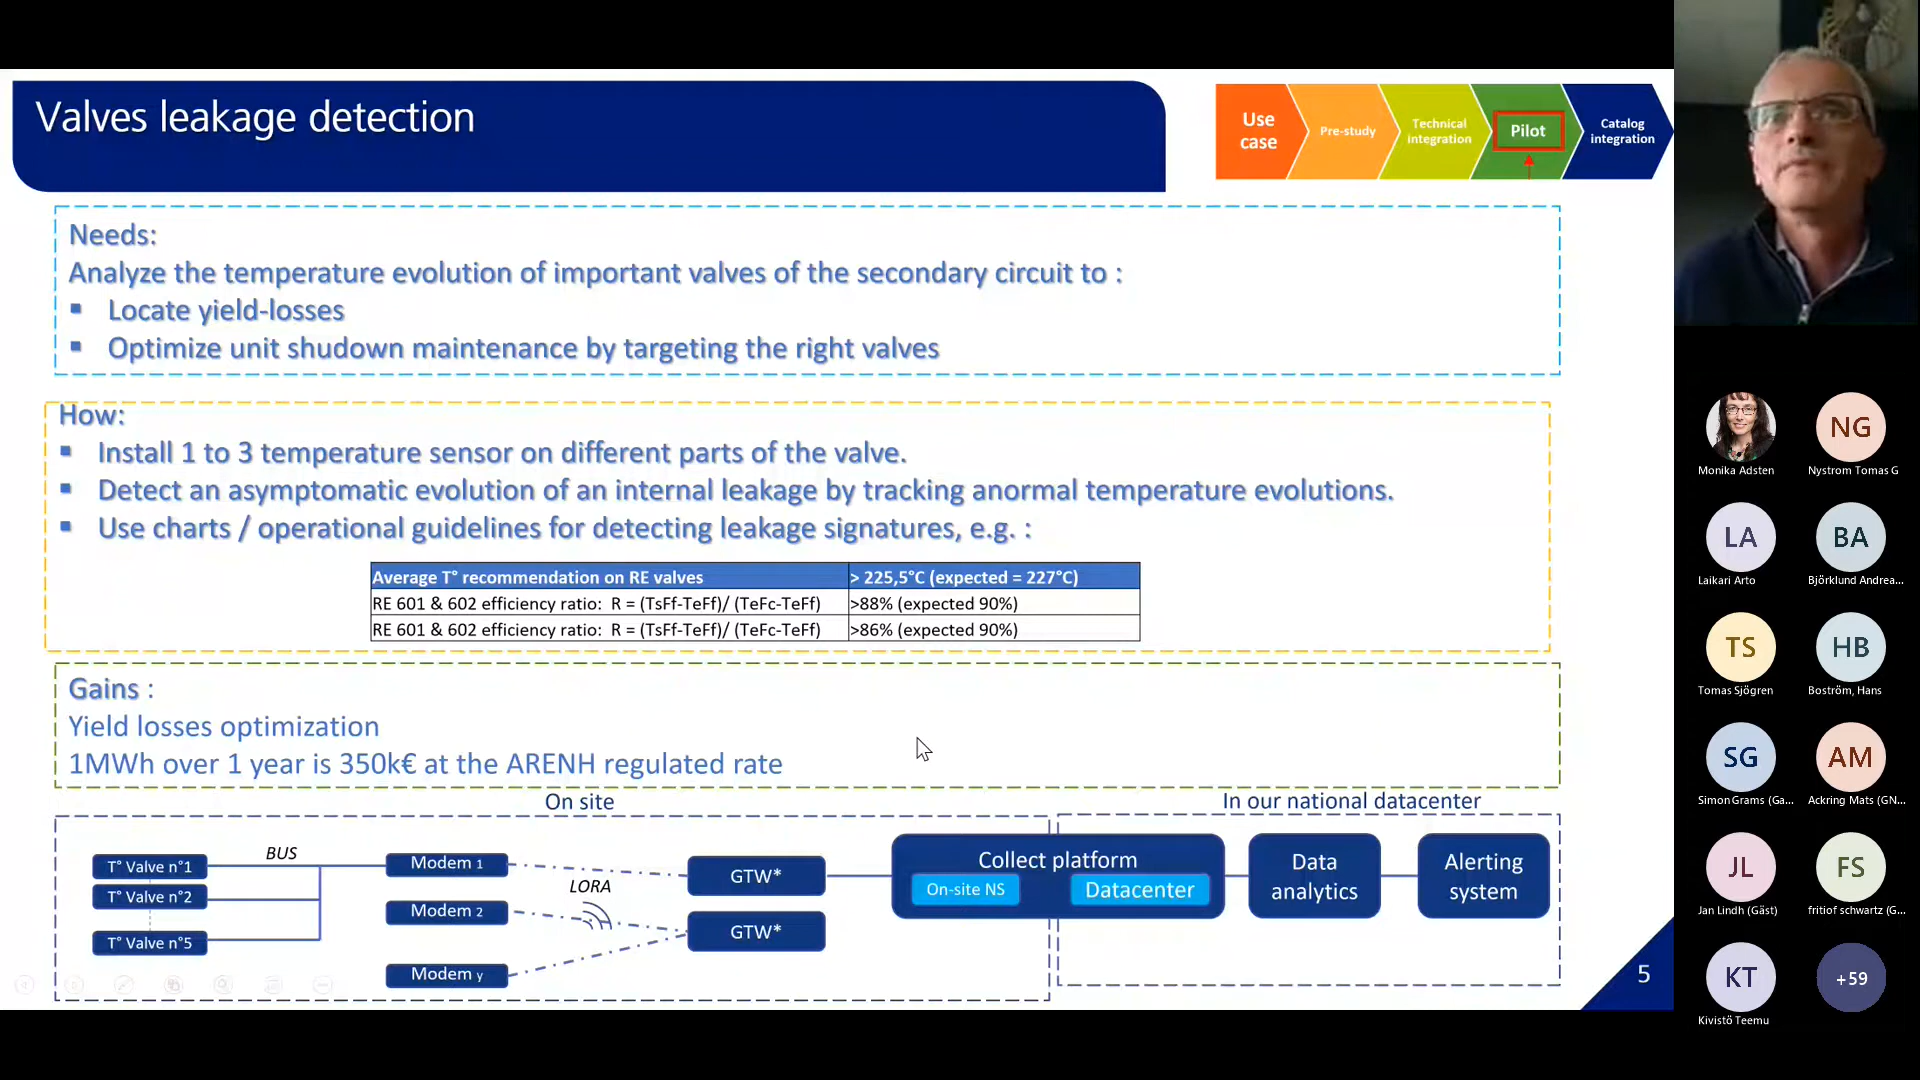 Valves leakage detection
Use
case
Pre-study
Technical
integration
Pilot
Catalog
integration
Needs:
Analyze the temperature evolution of important valves of the secondary circuit to :
▪ Locate yield-losses
▪ Optimize unit shudown maintenance by targeting the right valves
How:
▪ Install 1 to 3 temperature sensor on different parts of the valve.
▪ Detect an asymptomatic evolution of an internal leakage by tracking anormal temperature evolutions.
▪ Use charts / operational guidelines for detecting leakage signatures, e.g. :
Average T° recommendation on RE valves > 225,5°C (expected = 227°C)
RE 601 & 602 efficiency ratio: R = (TsFf-TeFf)/ (TeFc-TeFf) >88% (expected 90%)
RE 601 & 602 efficiency ratio: R = (TsFf-TeFf)/ (TeFc-TeFf) >86% (expected 90%)
Gains :
Yield losses optimization
1MWh over 1 year is 350k€ at the ARENH regulated rate
On site
In our national datacenter
T° Valve n°1
T° Valve n°2
T° Valve n°5
BUS
Modem 1
Modem 2
Modem y
LORA
GTW*
GTW*
Collect platform
On-site NS
Datacenter
Data
analytics
Alerting
system
5
Monika Adsten
NG
Nystrom Tomas G
LA
Laikari Arto
BA
Björklund Andrea...
TS
Tomas Sjögren
HB
Boström, Hans
SG
Simon Grams (Ga...
AM
Ackring Mats (GN...
JL
Jan Lindh (Gäst)
FS
fritiof schwartz (G...
KT
Kivistö Teemu
+59